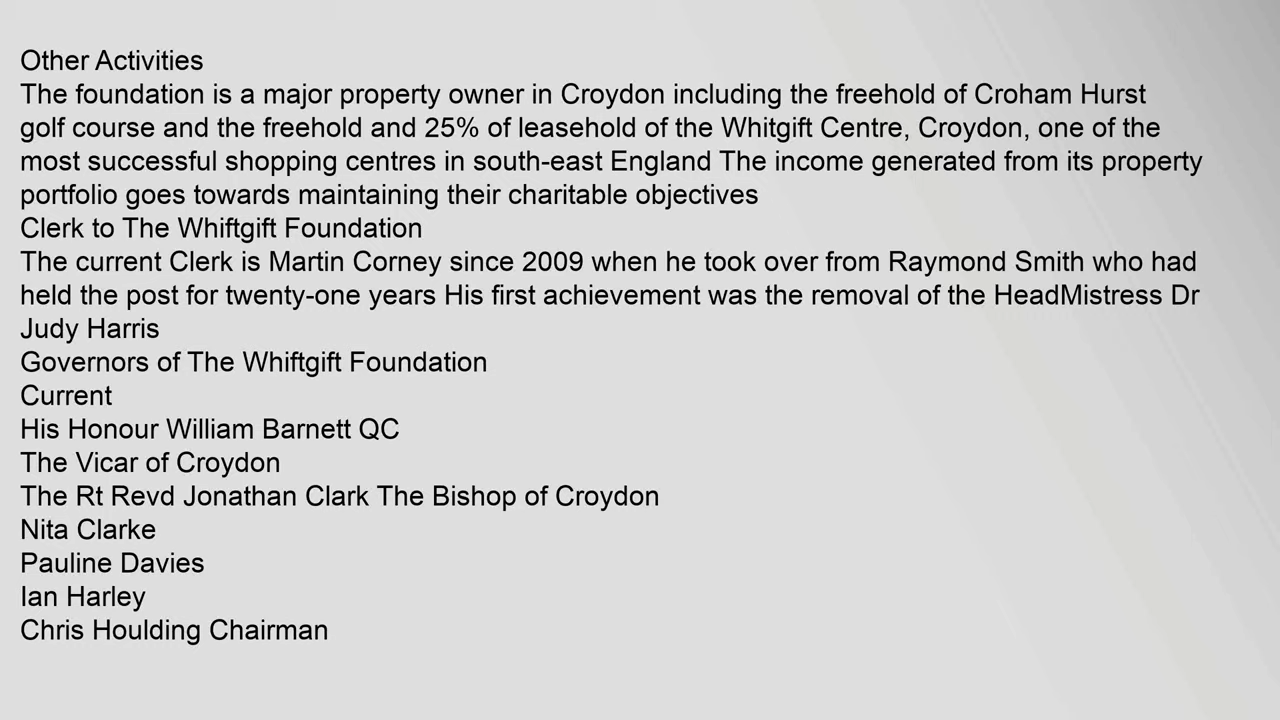 Other Activities
The foundation is a major property owner in Croydon including the freehold of Croham Hurst
golf course and the freehold and 25% of leasehold of the Whitgift Centre, Croydon, one of the
most successful shopping centres in south-east England The income generated from its property
portfolio goes towards maintaining their charitable objectives
Clerk to The Whiftgift Foundation
The current Clerk is Martin Corney since 2009 when he took over from Raymond Smith who had
held the post for twenty-one years His first achievement was the removal of the HeadMistress Dr
Judy Harris
Governors of The Whiftgift Foundation
Current
His Honour William Barnett QC
The Vicar of Croydon
The Rt Revd Jonathan Clark The Bishop of Croydon
Nita Clarke
Pauline Davies
Ian Harley
Chris Houlding Chairman